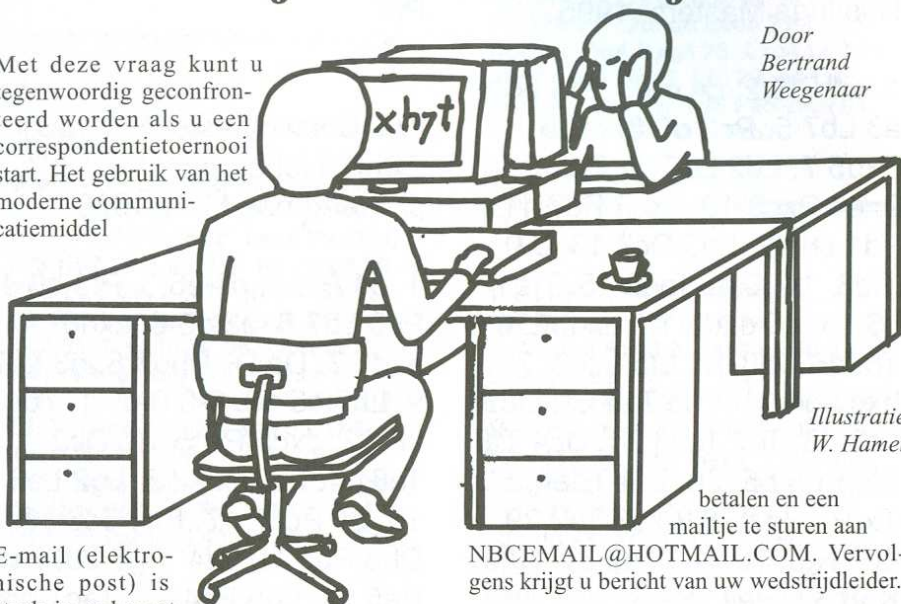 Met deze vraag kunt u
tegenwoordig geconfron-
teerd worden als u een
correspondentietoernooi
start. Het gebruik van het
moderne communi-
catiemiddel
E-mail (elektro-
nische post) is
xh7t
Door
Bertrand
Weegenaar
Illustratie
W. Hamel
betalen en een
mailtje te sturen aan
NBCEMAIL@HOTMAIL.COM. Vervol-
gens krijgt u bericht van uw wedstrijdleider.